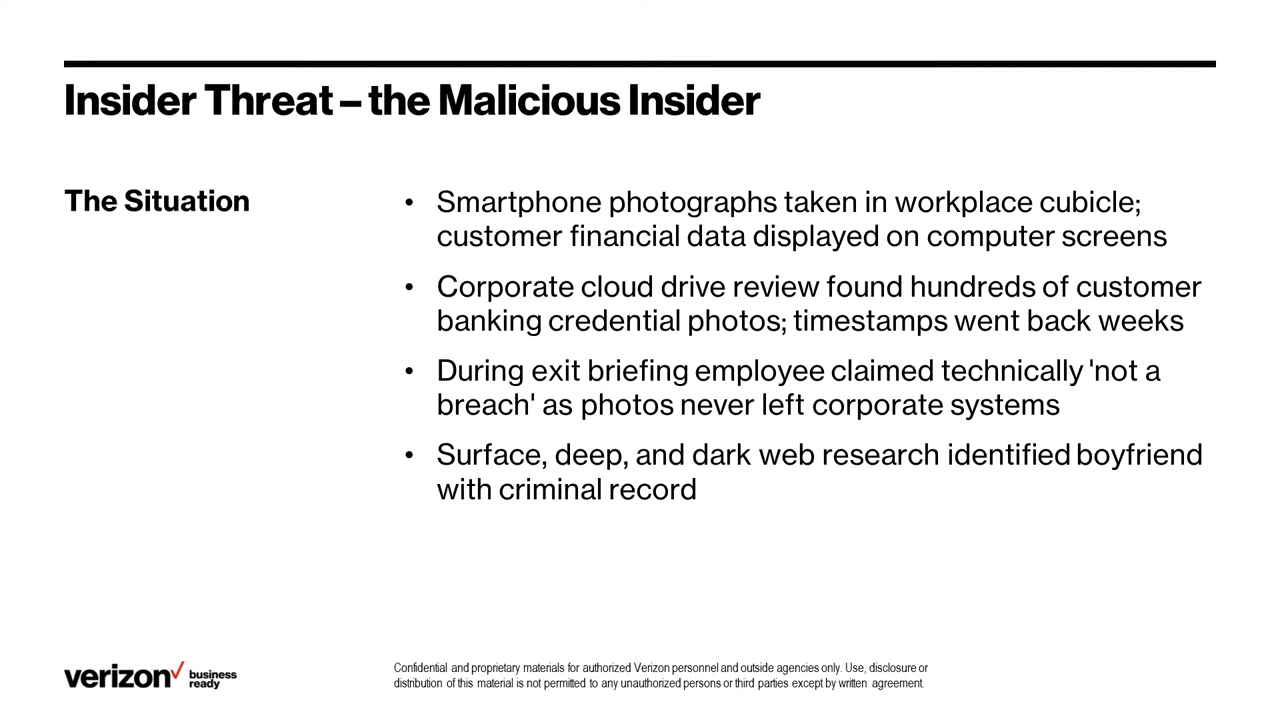 Insider Threat – the Malicious Insider
The Situation
• Smartphone photographs taken in workplace cubicle;
customer financial data displayed on computer screens
• Corporate cloud drive review found hundreds of customer
banking credential photos; timestamps went back weeks
• During exit briefing employee claimed technically 'not a
breach' as photos never left corporate systems
• Surface, deep, and dark web research identified boyfriend
with criminal record
verizon✓ business
ready
Confidential and proprietary materials for authorized Verizon personnel and outside agencies only. Use, disclosure or
distribution of this material is not permitted to any unauthorized persons or third parties except by written agreement.